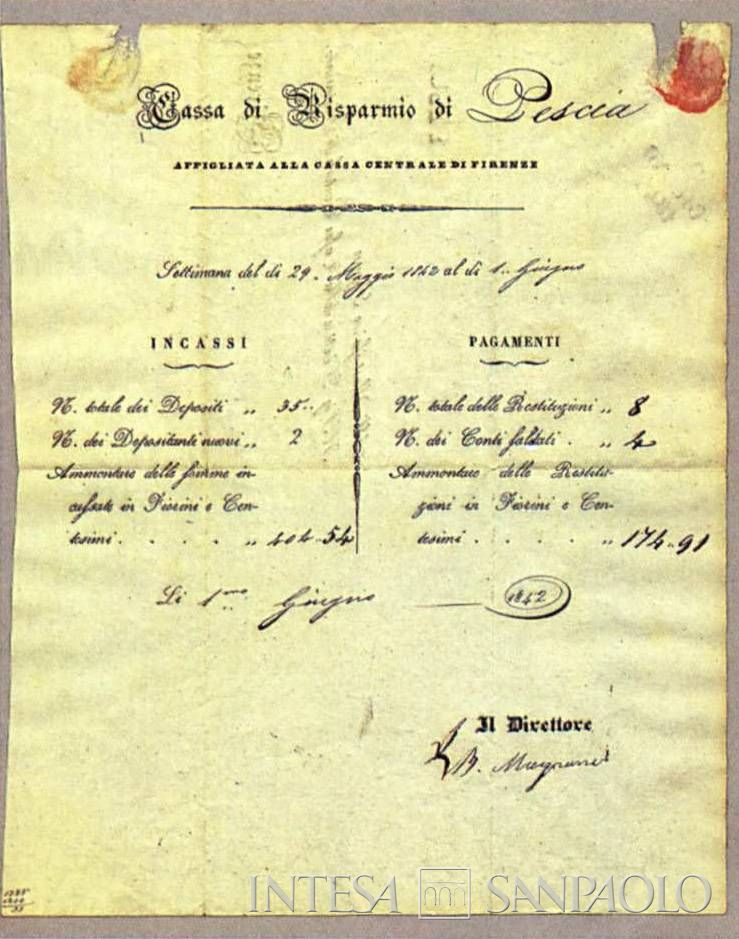 Cassa di Risparmio di Pescia
AFFIGLIATA ALLA CASSA CENTRALE DI FIRENZE
Settimana del dì 29. Maggio 1842 al dì 1.. Giugno
INCASSI
N. totale dei Depositi „ 35..
N. dei Depositanti nuovi „ 2
Ammontare delle somme in-
cassate in Fiorini e Cen-
tesimi . . . . „ 404..54
PAGAMENTI
N. totale delle Restituzioni „ 8
N. dei Conti saldati . „ 4
Ammontare delle Restitu-
zioni in Fiorini e Cen-
tesimi . . . . „ 174..91
Li 1.mo Giugno 1842
Il Direttore
B.
INTESA SANPAOLO